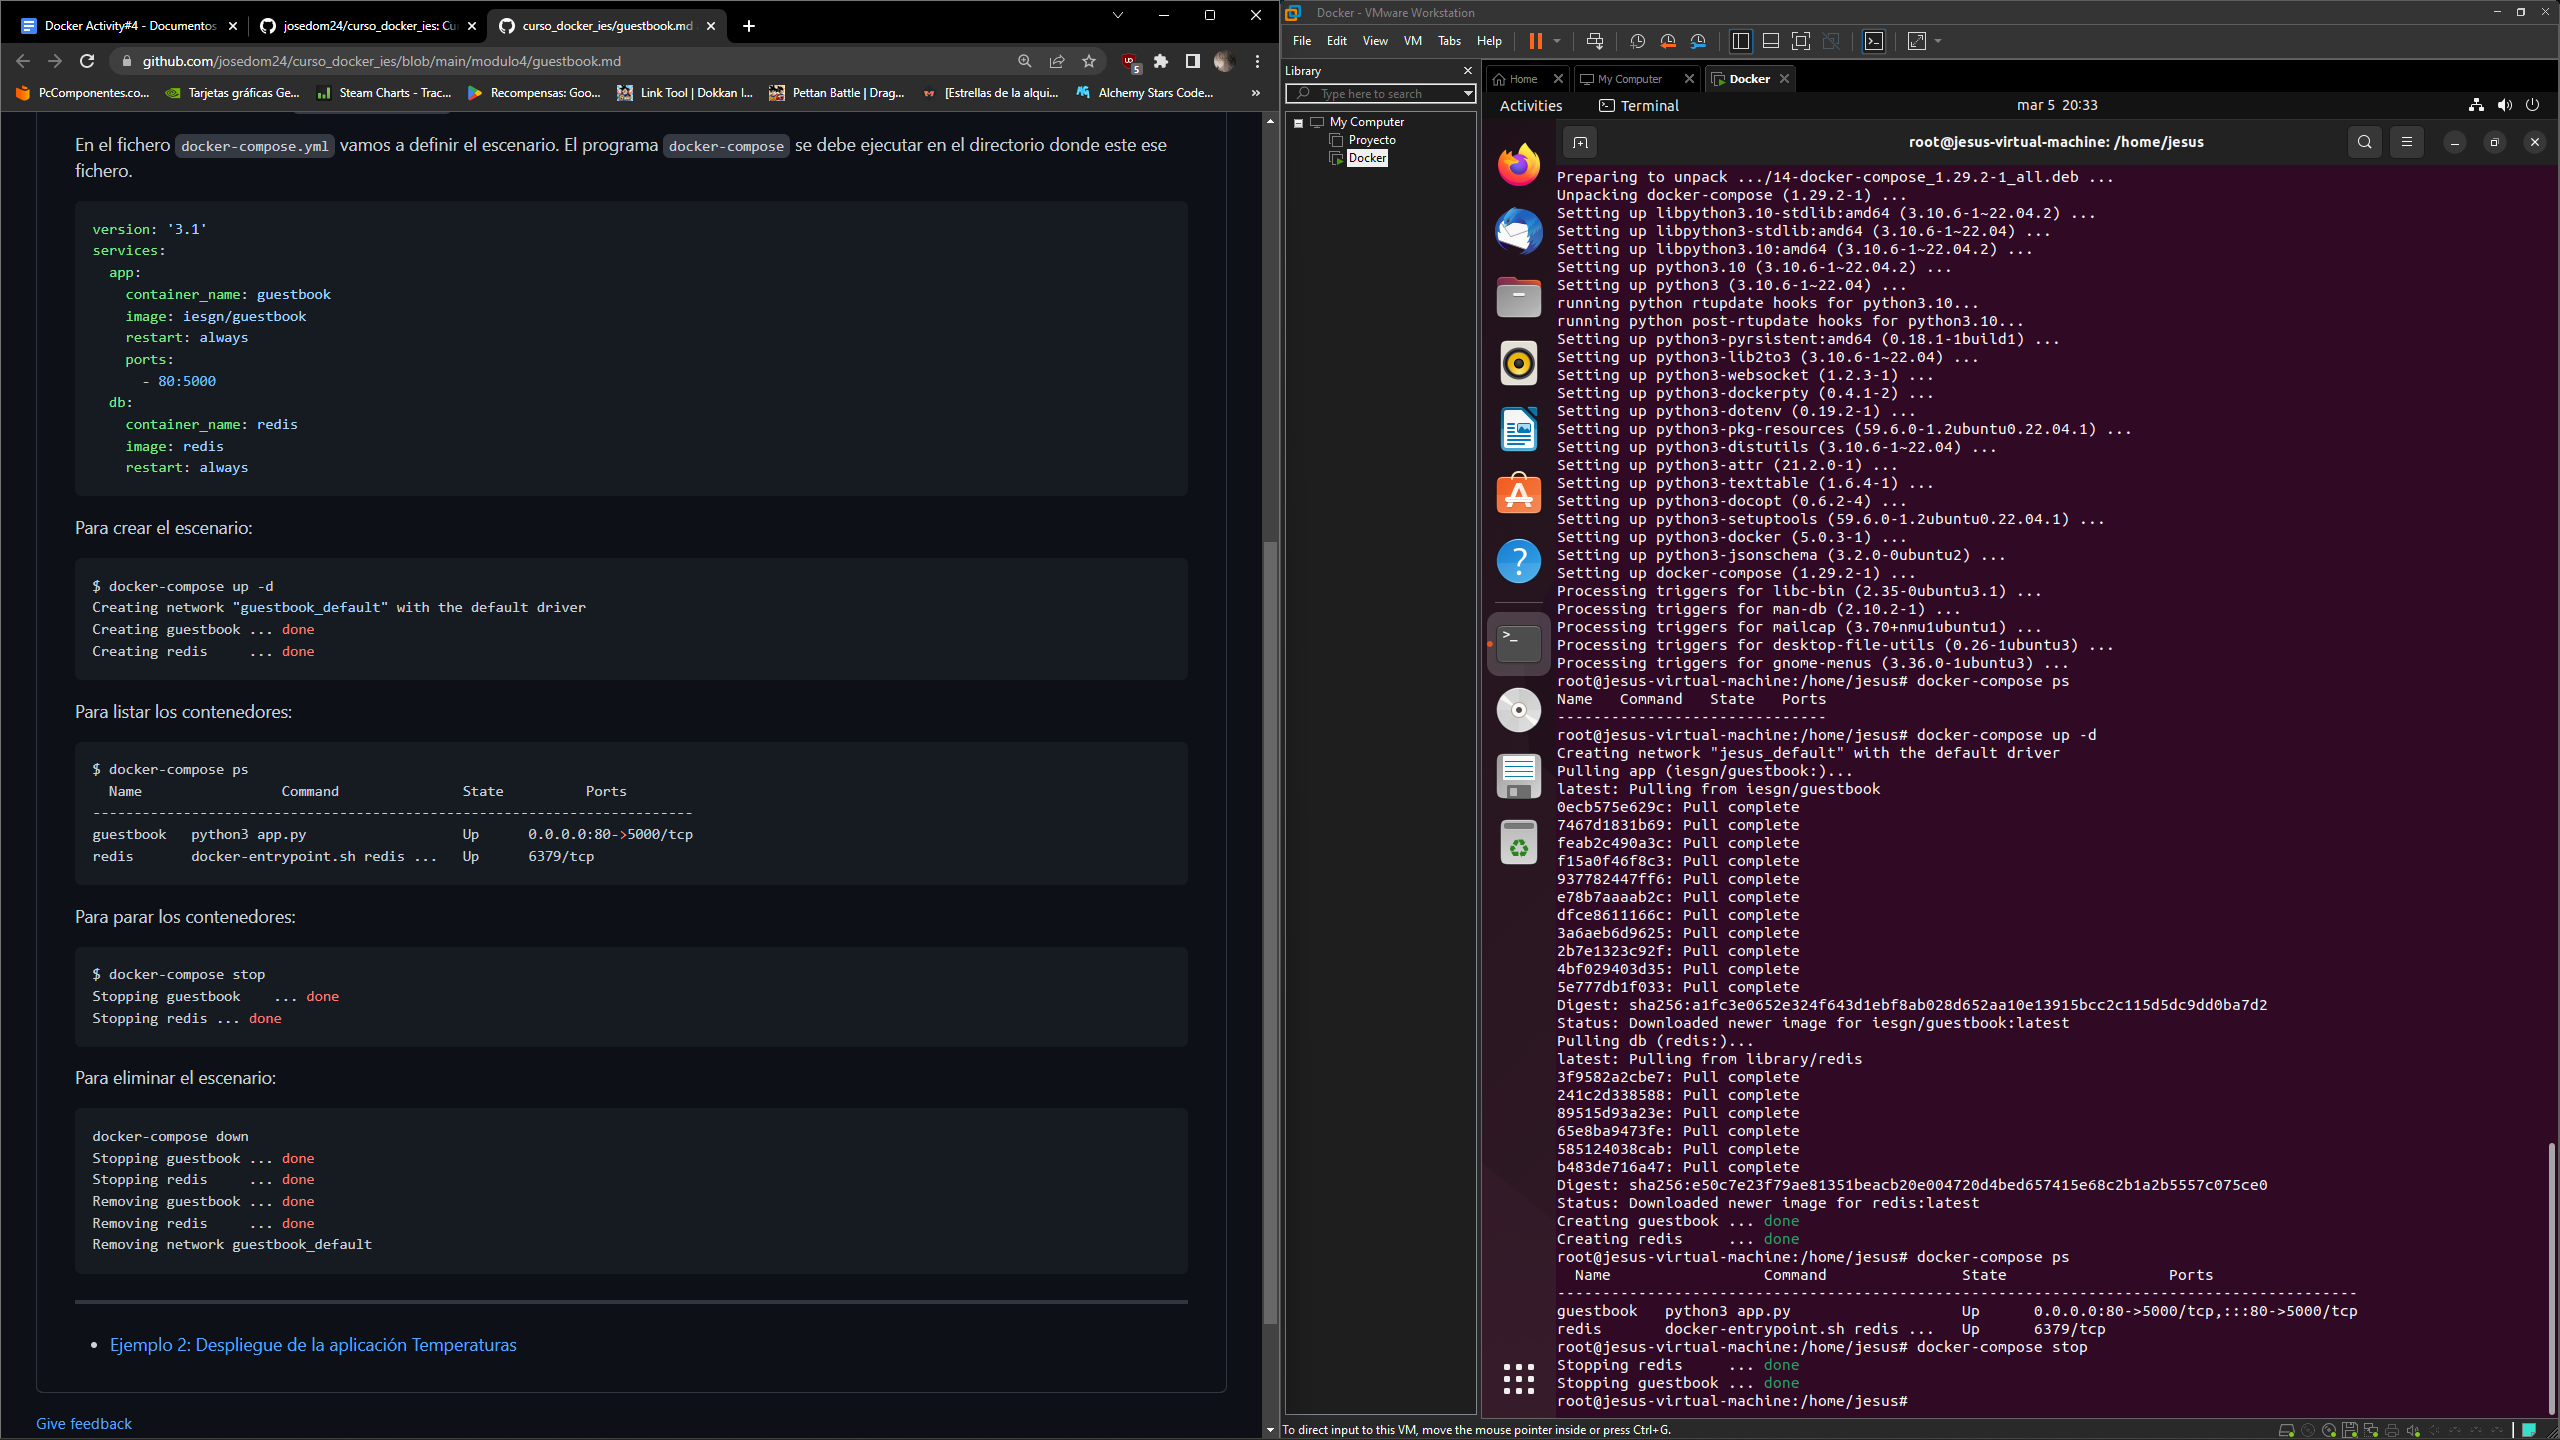 Docker Activity#4 - Documentos
josedom24/curso_docker_ies: Cu
curso_docker_ies/guestbook.md
github.com/josedom24/curso_docker_ies/blob/main/modulo4/guestbook.md
5
PcComponentes.co...
Tarjetas gráficas Ge...
Steam Charts - Trac...
Recompensas: Goo...
Link Tool | Dokkan I...
Pettan Battle | Drag...
[Estrellas de la alqui...
Alchemy Stars Code...
»
En el fichero docker-compose.yml vamos a definir el escenario. El programa docker-compose se debe ejecutar en el directorio donde este ese
fichero.
version: '3.1'
services:
app:
container_name: guestbook
image: iesgn/guestbook
restart: always
ports:
- 80:5000
db:
container_name: redis
image: redis
restart: always
Para crear el escenario:
$ docker-compose up -d
Creating network "guestbook_default" with the default driver
Creating guestbook ... done
Creating redis     ... done
Para listar los contenedores:
$ docker-compose ps
Name                 Command               State          Ports
-------------------------------------------------------------------------
guestbook   python3 app.py                   Up      0.0.0.0:80->5000/tcp
redis       docker-entrypoint.sh redis ...   Up      6379/tcp
Para parar los contenedores:
$ docker-compose stop
Stopping guestbook    ... done
Stopping redis ... done
Para eliminar el escenario:
docker-compose down
Stopping guestbook ... done
Stopping redis     ... done
Removing guestbook ... done
Removing redis     ... done
Removing network guestbook_default
• Ejemplo 2: Despliegue de la aplicación Temperaturas
Give feedback
Docker - VMware Workstation
File Edit View VM Tabs Help
Library
Type here to search
My Computer
Proyecto
Docker
Home
My Computer
Docker
Activities
Terminal
mar 5 20:33
root@jesus-virtual-machine: /home/jesus
Preparing to unpack .../14-docker-compose_1.29.2-1_all.deb ...
Unpacking docker-compose (1.29.2-1) ...
Setting up libpython3.10-stdlib:amd64 (3.10.6-1~22.04.2) ...
Setting up libpython3-stdlib:amd64 (3.10.6-1~22.04) ...
Setting up libpython3.10:amd64 (3.10.6-1~22.04.2) ...
Setting up python3.10 (3.10.6-1~22.04.2) ...
Setting up python3 (3.10.6-1~22.04) ...
running python rtupdate hooks for python3.10...
running python post-rtupdate hooks for python3.10...
Setting up python3-pyrsistent:amd64 (0.18.1-1build1) ...
Setting up python3-lib2to3 (3.10.6-1~22.04) ...
Setting up python3-websocket (1.2.3-1) ...
Setting up python3-dockerpty (0.4.1-2) ...
Setting up python3-dotenv (0.19.2-1) ...
Setting up python3-pkg-resources (59.6.0-1.2ubuntu0.22.04.1) ...
Setting up python3-distutils (3.10.6-1~22.04) ...
Setting up python3-attr (21.2.0-1) ...
Setting up python3-texttable (1.6.4-1) ...
Setting up python3-docopt (0.6.2-4) ...
Setting up python3-setuptools (59.6.0-1.2ubuntu0.22.04.1) ...
Setting up python3-docker (5.0.3-1) ...
Setting up python3-jsonschema (3.2.0-0ubuntu2) ...
Setting up docker-compose (1.29.2-1) ...
Processing triggers for libc-bin (2.35-0ubuntu3.1) ...
Processing triggers for man-db (2.10.2-1) ...
Processing triggers for mailcap (3.70+nmu1ubuntu1) ...
Processing triggers for desktop-file-utils (0.26-1ubuntu3) ...
Processing triggers for gnome-menus (3.36.0-1ubuntu3) ...
root@jesus-virtual-machine:/home/jesus# docker-compose ps
Name   Command   State   Ports
------------------------------
root@jesus-virtual-machine:/home/jesus# docker-compose up -d
Creating network "jesus_default" with the default driver
Pulling app (iesgn/guestbook:)...
latest: Pulling from iesgn/guestbook
0ecb575e629c: Pull complete
7467d1831b69: Pull complete
feab2c490a3c: Pull complete
f15a0f46f8c3: Pull complete
937782447ff6: Pull complete
e78b7aaaab2c: Pull complete
dfce8611166c: Pull complete
3a6aeb6d9625: Pull complete
2b7e1323c92f: Pull complete
4bf029403d35: Pull complete
5e777db1f033: Pull complete
Digest: sha256:a1fc3e0652e324f643d1ebf8ab028d652aa10e13915bcc2c115d5dc9dd0ba7d2
Status: Downloaded newer image for iesgn/guestbook:latest
Pulling db (redis:)...
latest: Pulling from library/redis
3f9582a2cbe7: Pull complete
241c2d338588: Pull complete
89515d93a23e: Pull complete
65e8ba9473fe: Pull complete
585124038cab: Pull complete
b483de716a47: Pull complete
Digest: sha256:e50c7e23f79ae81351beacb20e004720d4bed657415e68c2b1a2b5557c075ce0
Status: Downloaded newer image for redis:latest
Creating guestbook ... done
Creating redis     ... done
root@jesus-virtual-machine:/home/jesus# docker-compose ps
Name                 Command               State                  Ports
-----------------------------------------------------------------------------------------
guestbook   python3 app.py                   Up      0.0.0.0:80->5000/tcp,:::80->5000/tcp
redis       docker-entrypoint.sh redis ...   Up      6379/tcp
root@jesus-virtual-machine:/home/jesus# docker-compose stop
Stopping redis     ... done
Stopping guestbook ... done
root@jesus-virtual-machine:/home/jesus#
To direct input to this VM, move the mouse pointer inside or press Ctrl+G.